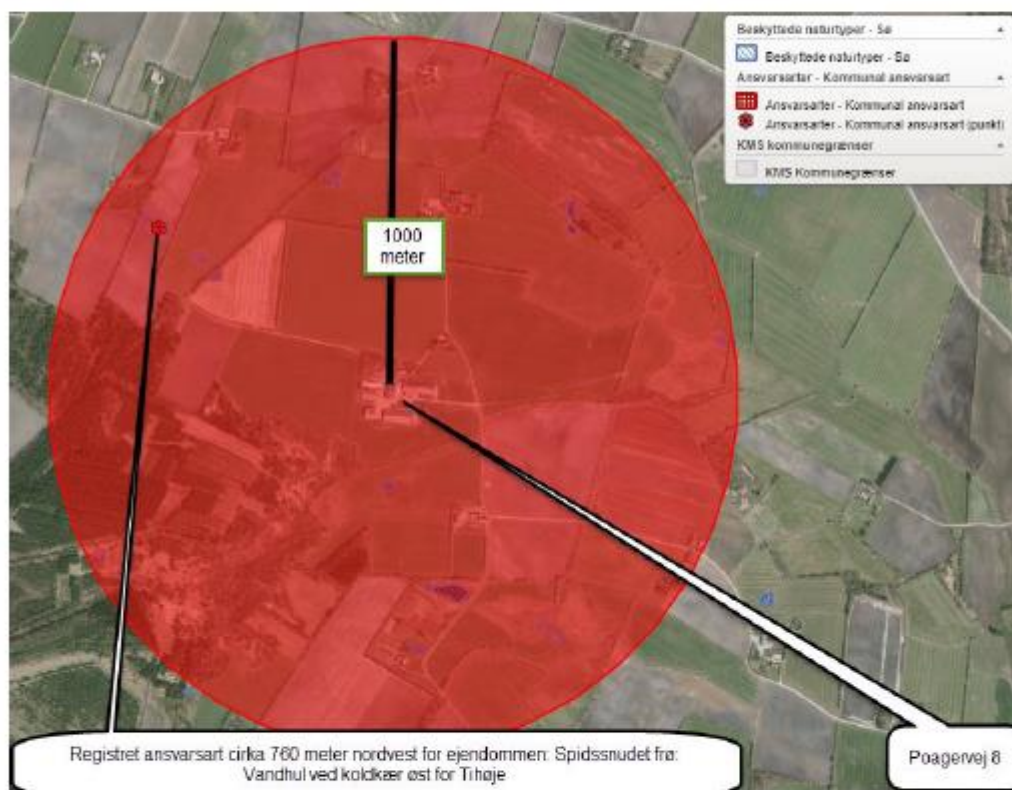 Beskyttede naturtyper - Sø
Beskyttede naturtyper - Sø
Ansvarsarter - Kommunal ansvarsart
Ansvarsarter - Kommunal ansvarsart
Ansvarsarter - Kommunal ansvarsart (punkt)
KMS kommunegrænser
KMS Kommunegrænser
1000
meter
Registret ansvarsart cirka 760 meter nordvest for ejendommen: Spidssnudet frø:
Vandhul ved koldkær øst for Tihøje
Poagervej 8